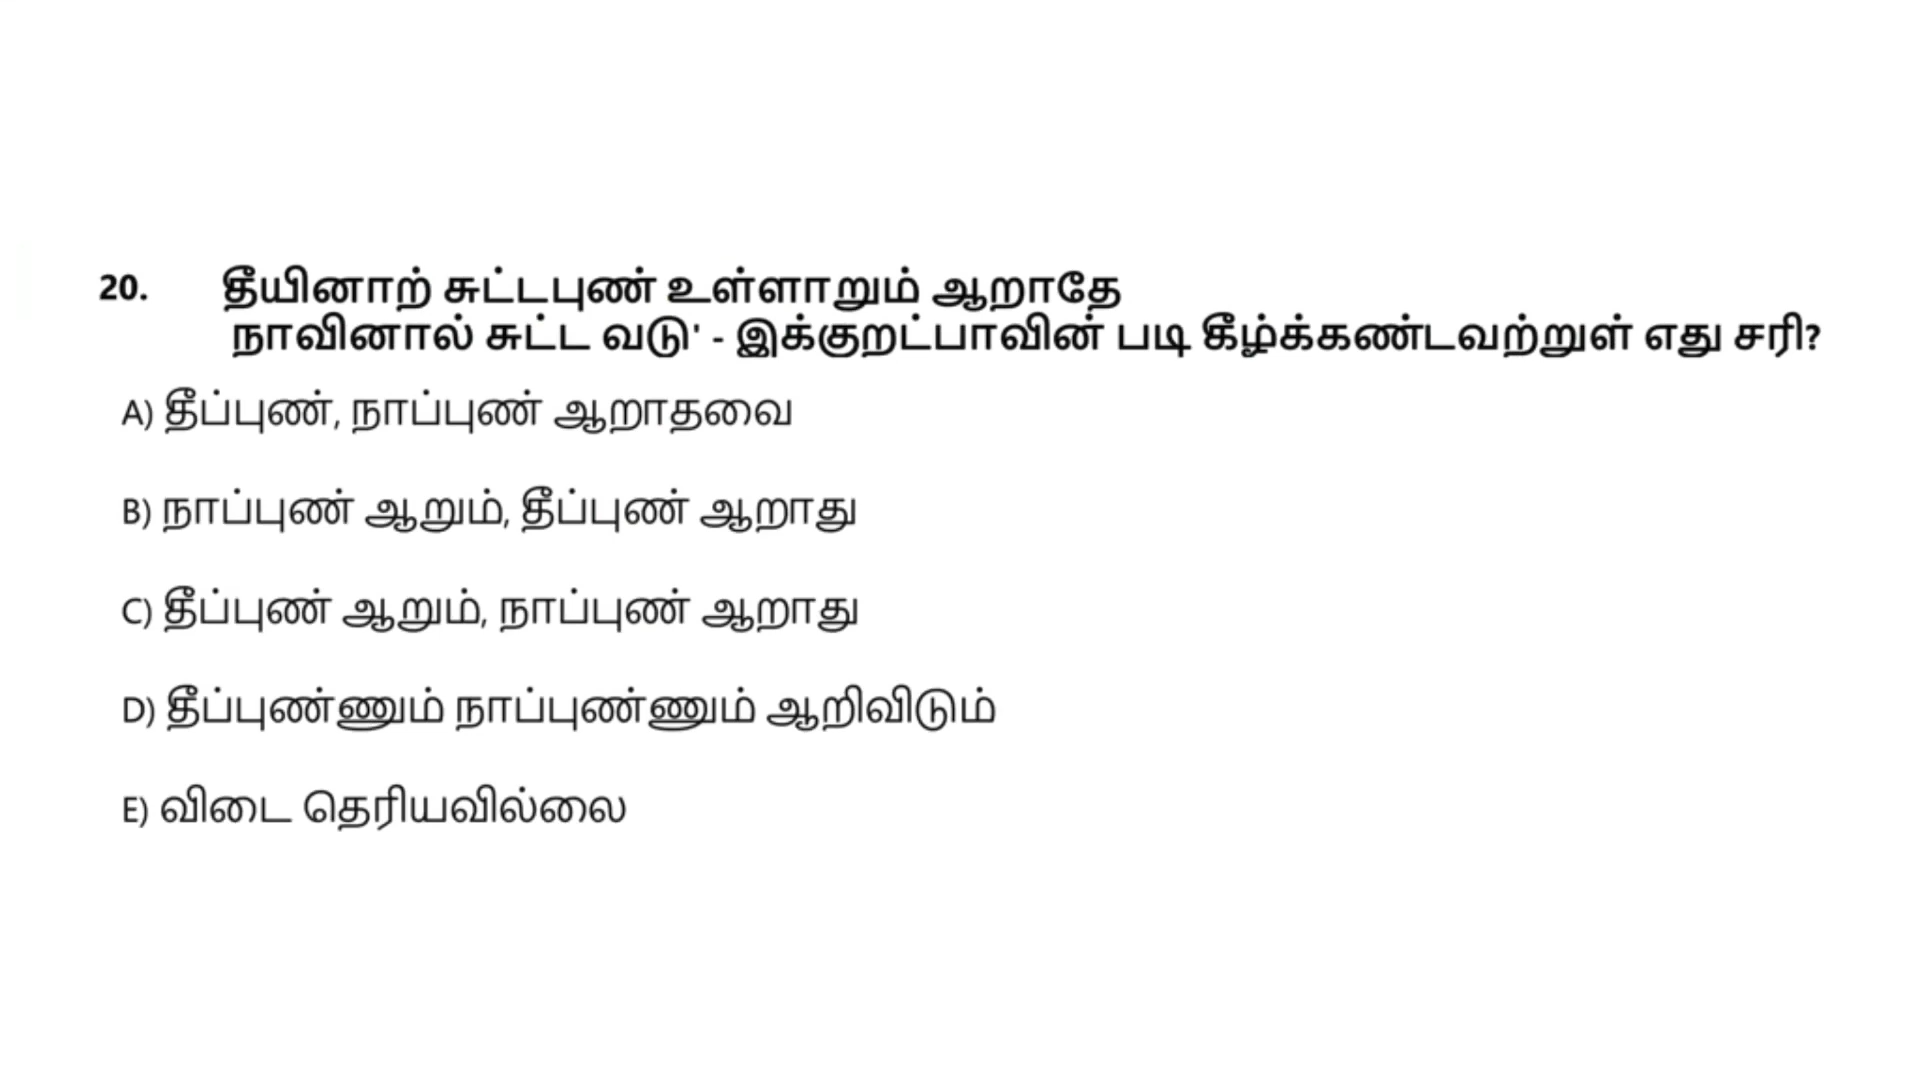 20. தீயினாற் சுட்டபுண் உள்ளாறும் ஆறாதே
நாவினால் சுட்ட வடு' - இக்குறட்பாவின் படி கீழ்க்கண்டவற்றுள் எது சரி?
A) தீப்புண், நாப்புண் ஆறாதவை
B) நாப்புண் ஆறும், தீப்புண் ஆறாது
C) தீப்புண் ஆறும், நாப்புண் ஆறாது
D) தீப்புண்ணும் நாப்புண்ணும் ஆறிவிடும்
E) விடை தெரியவில்லை